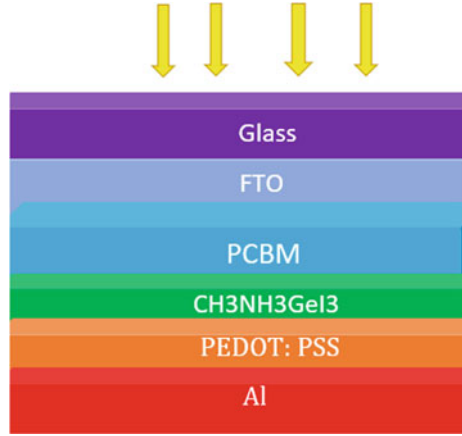 Glass
FTO
PCBM
CH3NH3GeI3
PEDOT: PSS
Al